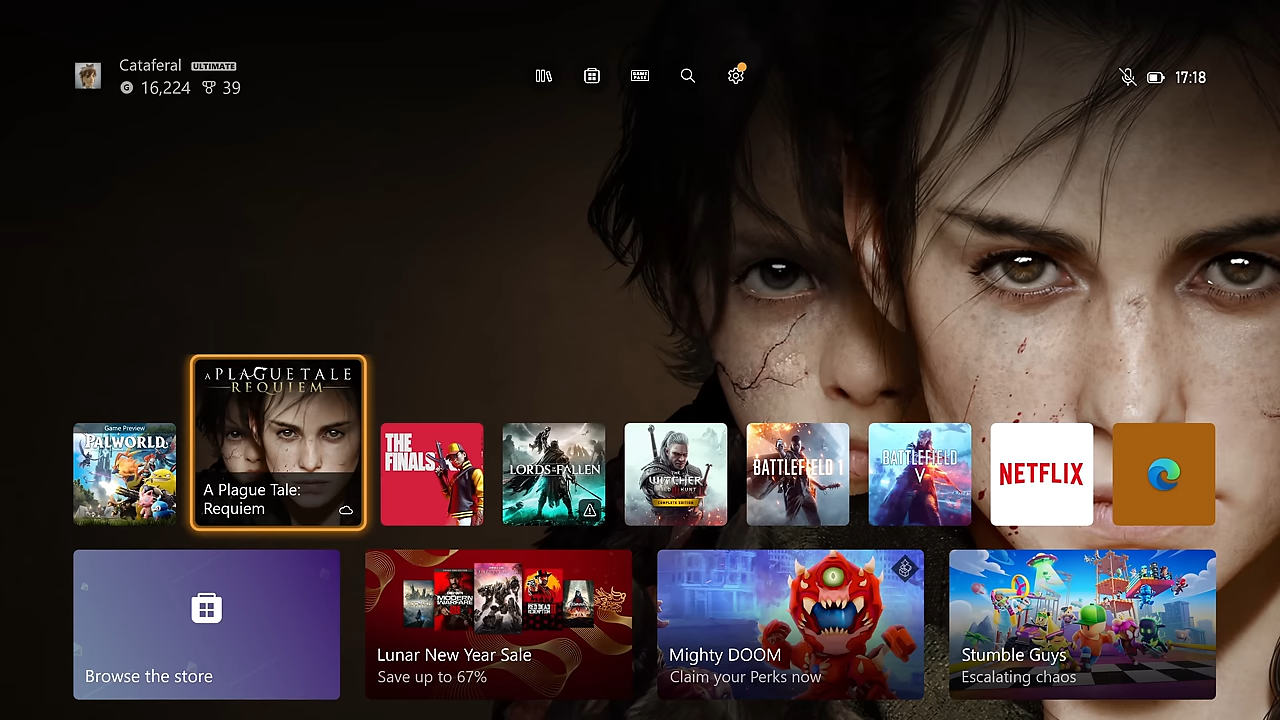 Cataferal ULTIMATE
G 16,224 39
GAME PASS
17:18
Game Preview
PALWORLD
A PLAGUE TALE
REQUIEM
A Plague Tale:
Requiem
THE
FINALS
LORDS OF THE FALLEN
THE
WITCHER
WILD HUNT
COMPLETE EDITION
BATTLEFIELD 1
BATTLEFIELD
V
NETFLIX
Browse the store
MODERN
WARFARE
RED DEAD
REDEMPTION
Lunar New Year Sale
Save up to 67%
Mighty DOOM
Claim your Perks now
Stumble Guys
Escalating chaos